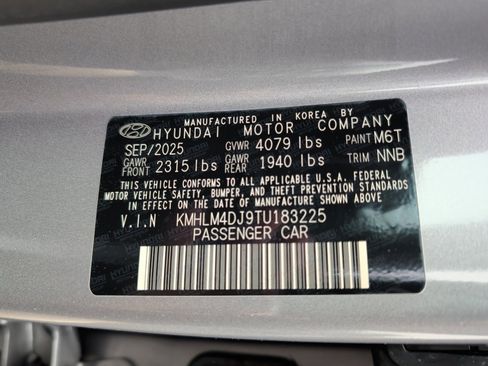 MANUFACTURED IN KOREA BY
HYUNDAI MOTOR COMPANY
SEP/2025 GVWR 4079 lbs PAINT M6T
GAWR FRONT 2315 lbs GAWR REAR 1940 lbs TRIM NNB
THIS VEHICLE CONFORMS TO ALL APPLICABLE U.S.A. FEDERAL
MOTOR VEHICLE SAFETY, BUMPER, AND THEFT PREVENTION
STANDARDS IN EFFECT ON THE DATE OF MANUFACTURE SHOWN ABOVE.
V.I.N KMHLM4DJ9TU183225
PASSENGER CAR